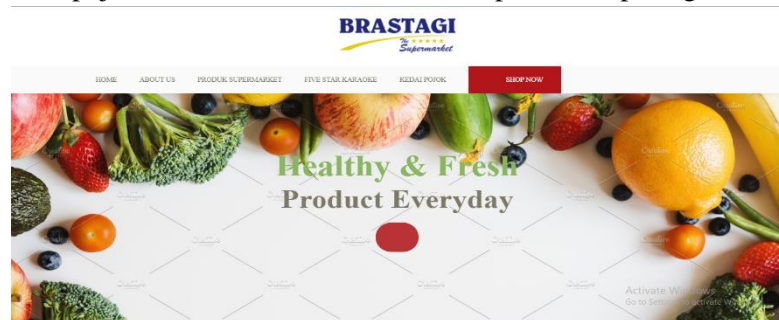 BRASTAGI
The
Supermarket
HOME ABOUT US PRODUK SUPERMARKET FIVE STAR KARAOKE KEDAI POJOK SHOP NOW
Healthy & Fresh
Product Everyday
Activate Windows
Go to Settings to activate